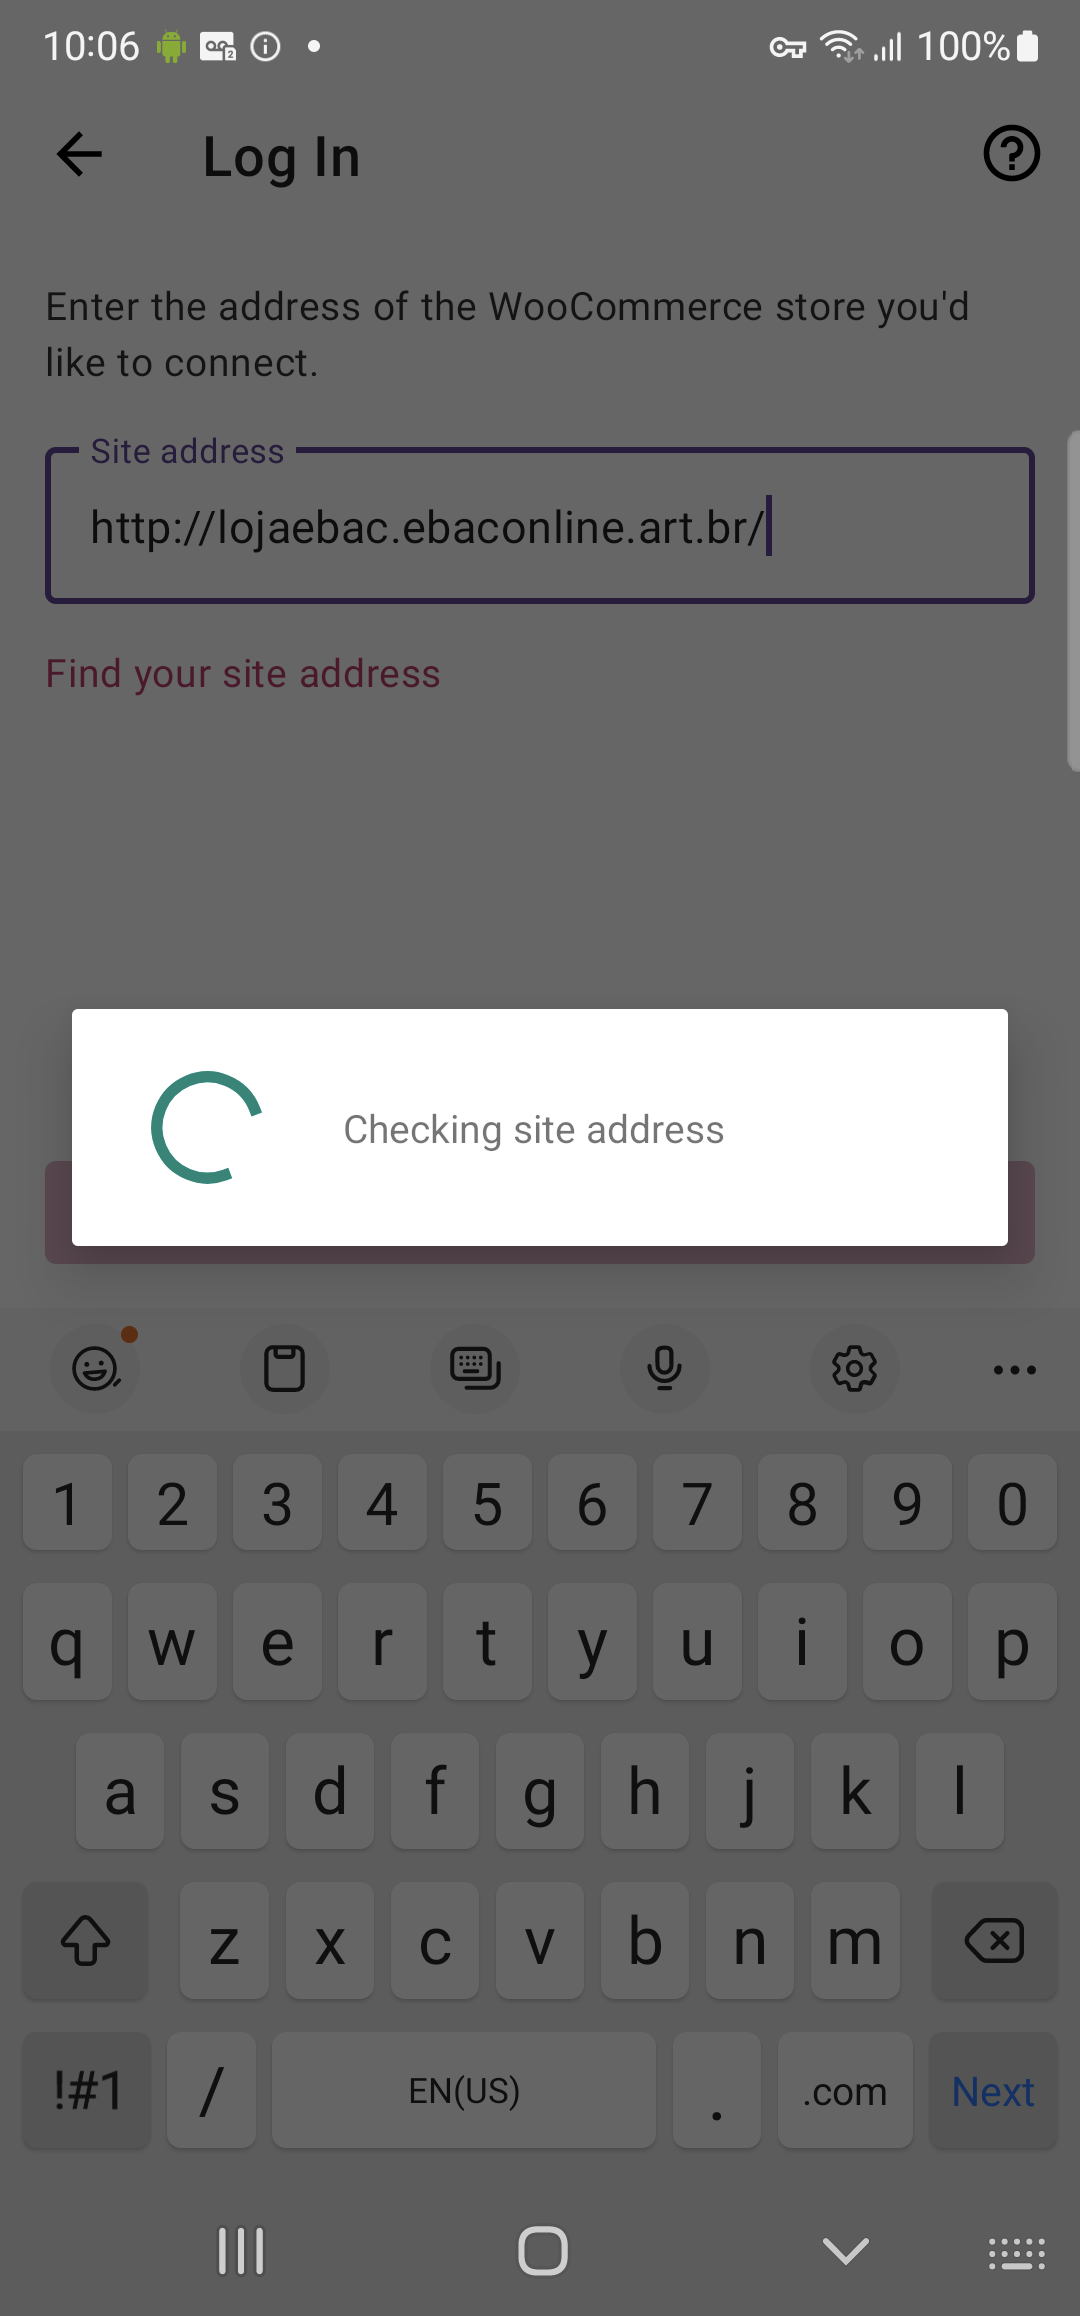 10:06 2 100%
Log In
Enter the address of the WooCommerce store you'd
like to connect.
Site address
http://lojaebac.ebaconline.art.br/
Find your site address
Checking site address
1 2 3 4 5 6 7 8 9 0
q w e r t y u i o p
a s d f g h j k l
z x c v b n m
!#1 / EN(US) . .com Next